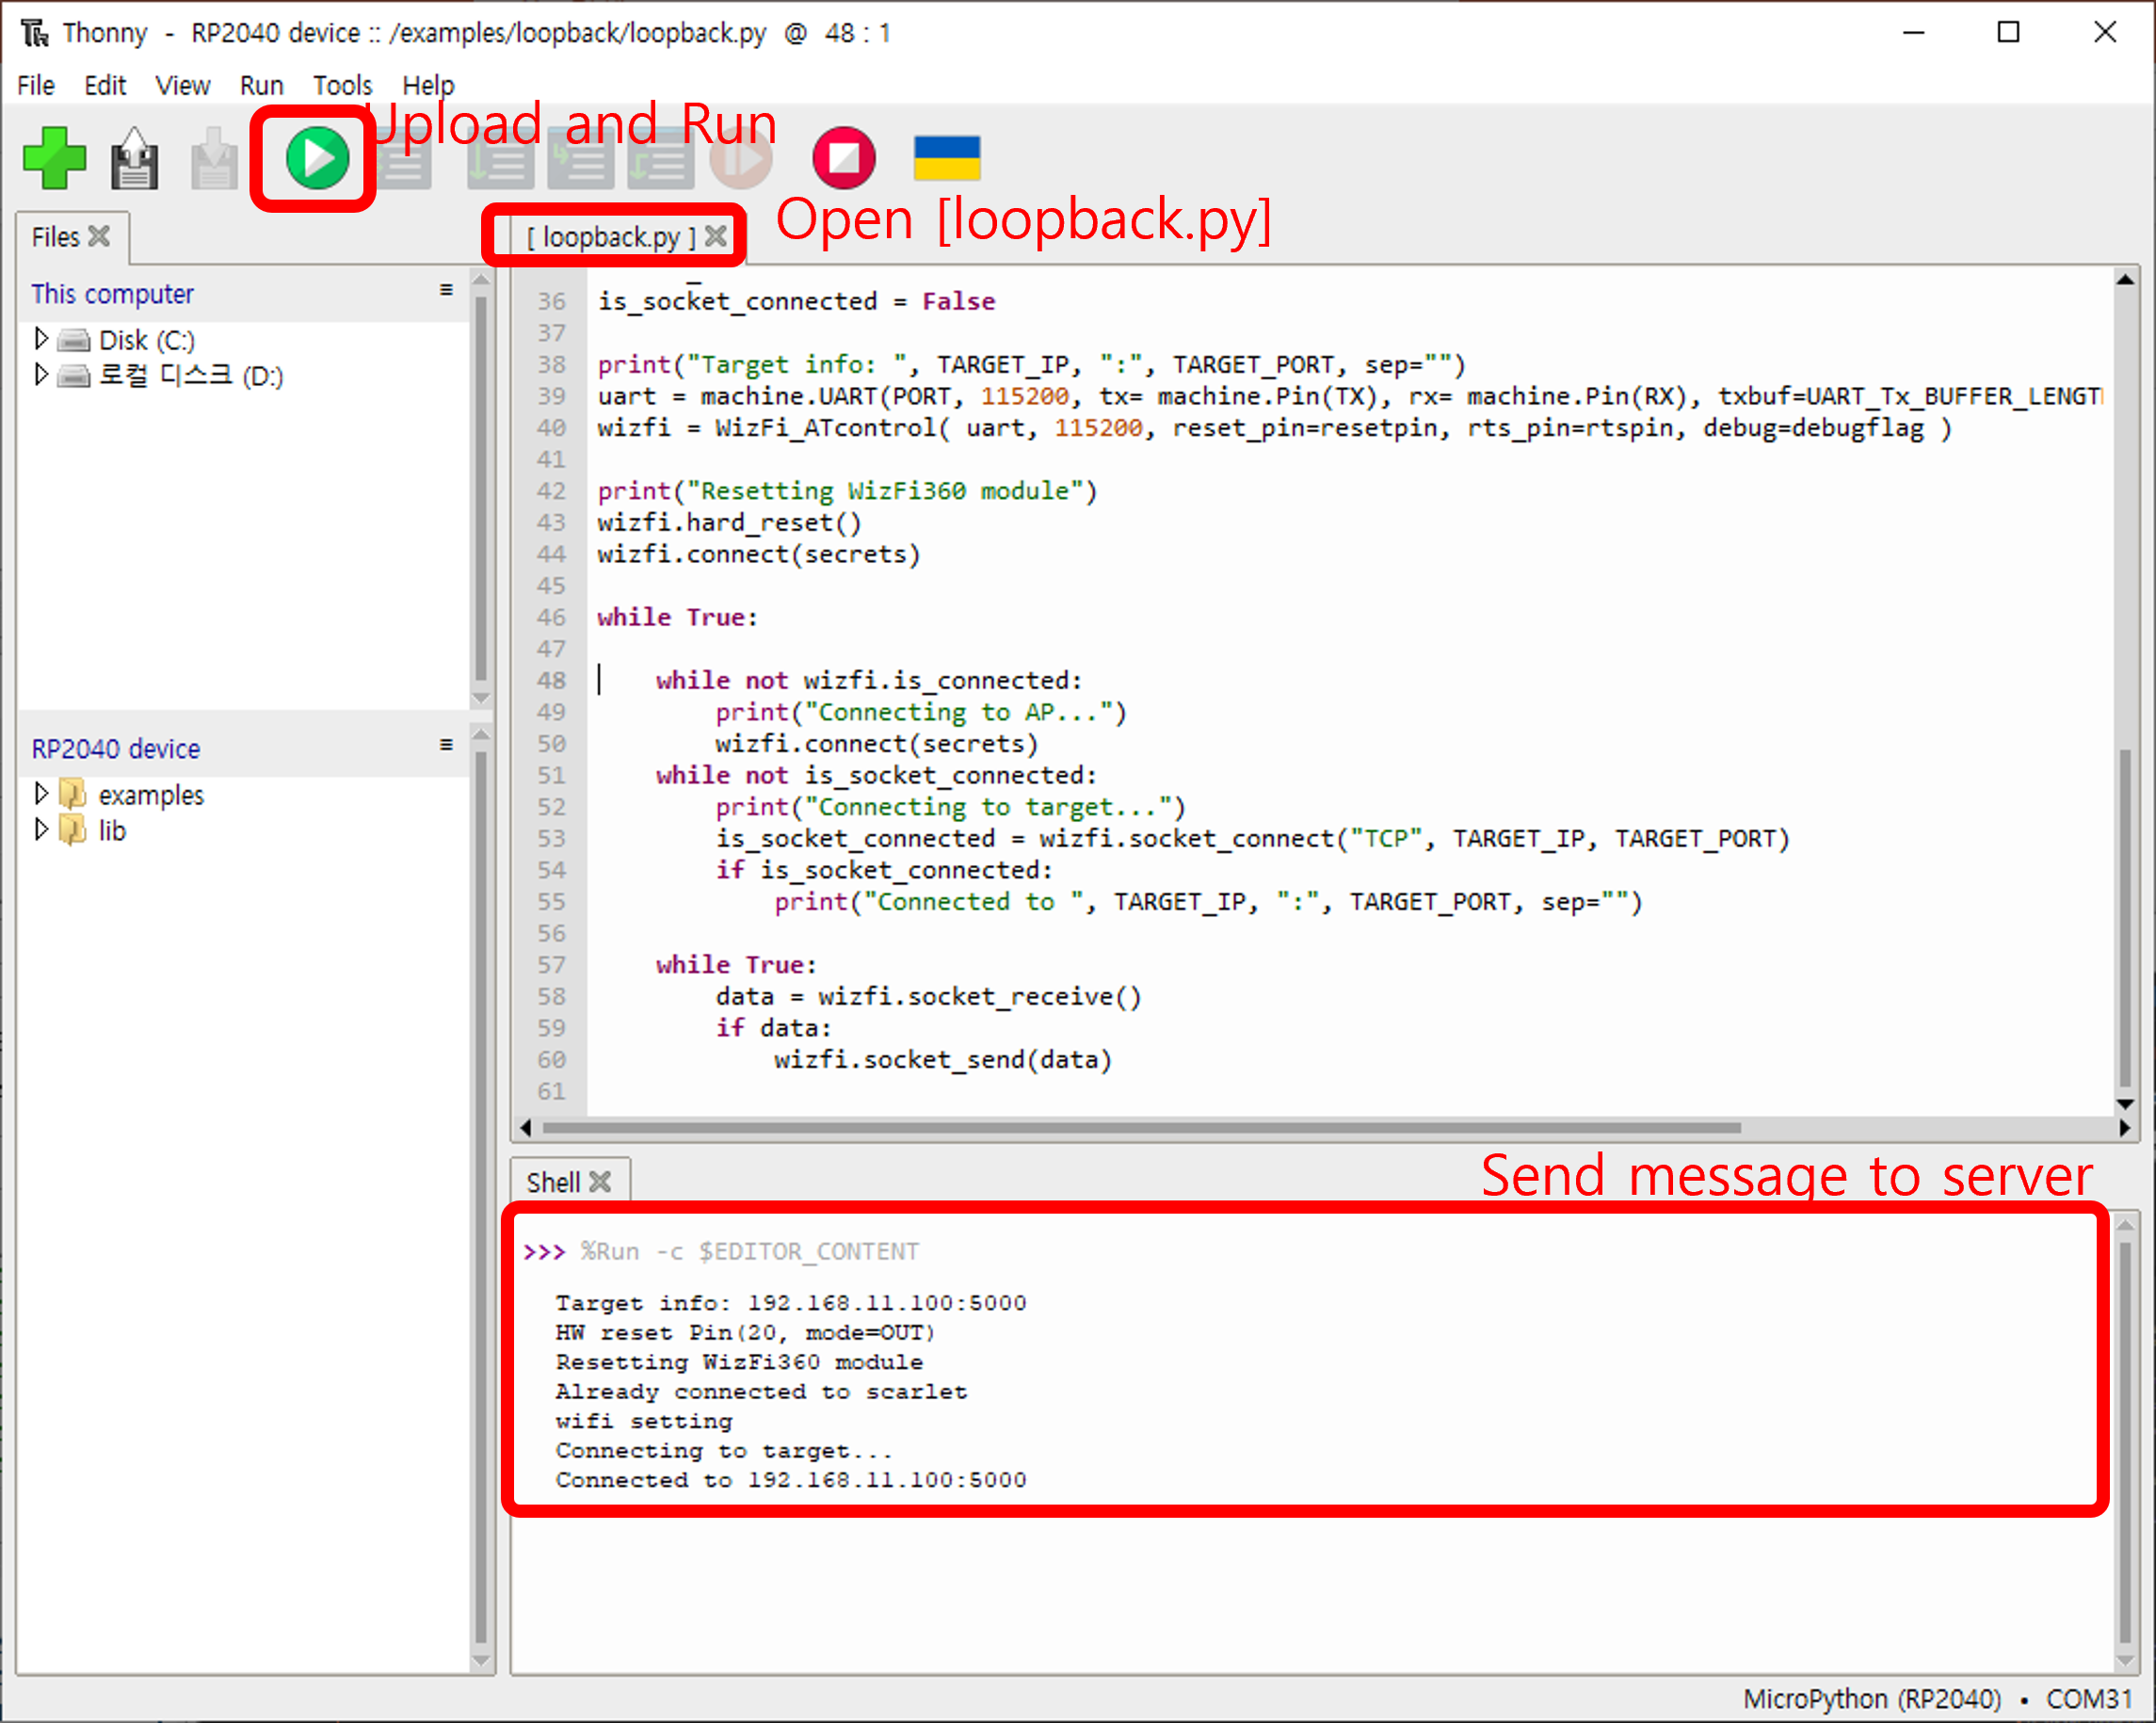 Thonny - RP2040 device :: /examples/loopback/loopback.py @ 48 : 1
File Edit View Run Tools Help
Upload and Run
Open [loopback.py]
Files
[ loopback.py ]
This computer
Disk (C:)
로컬 디스크 (D:)
RP2040 device
examples
lib
36 is_socket_connected = False
37
38 print("Target info: ", TARGET_IP, ":", TARGET_PORT, sep="")
39 uart = machine.UART(PORT, 115200, tx= machine.Pin(TX), rx= machine.Pin(RX), txbuf=UART_Tx_BUFFER_LENGT
40 wizfi = WizFi_ATcontrol( uart, 115200, reset_pin=resetpin, rts_pin=rtspin, debug=debugflag )
41
42 print("Resetting WizFi360 module")
43 wizfi.hard_reset()
44 wizfi.connect(secrets)
45
46 while True:
47
48     while not wizfi.is_connected:
49         print("Connecting to AP...")
50         wizfi.connect(secrets)
51     while not is_socket_connected:
52         print("Connecting to target...")
53         is_socket_connected = wizfi.socket_connect("TCP", TARGET_IP, TARGET_PORT)
54         if is_socket_connected:
55             print("Connected to ", TARGET_IP, ":", TARGET_PORT, sep="")
56
57     while True:
58         data = wizfi.socket_receive()
59         if data:
60             wizfi.socket_send(data)
61
Shell
Send message to server
>>> %Run -c $EDITOR_CONTENT
Target info: 192.168.11.100:5000
HW reset Pin(20, mode=OUT)
Resetting WizFi360 module
Already connected to scarlet
wifi setting
Connecting to target...
Connected to 192.168.11.100:5000
MicroPython (RP2040) • COM31